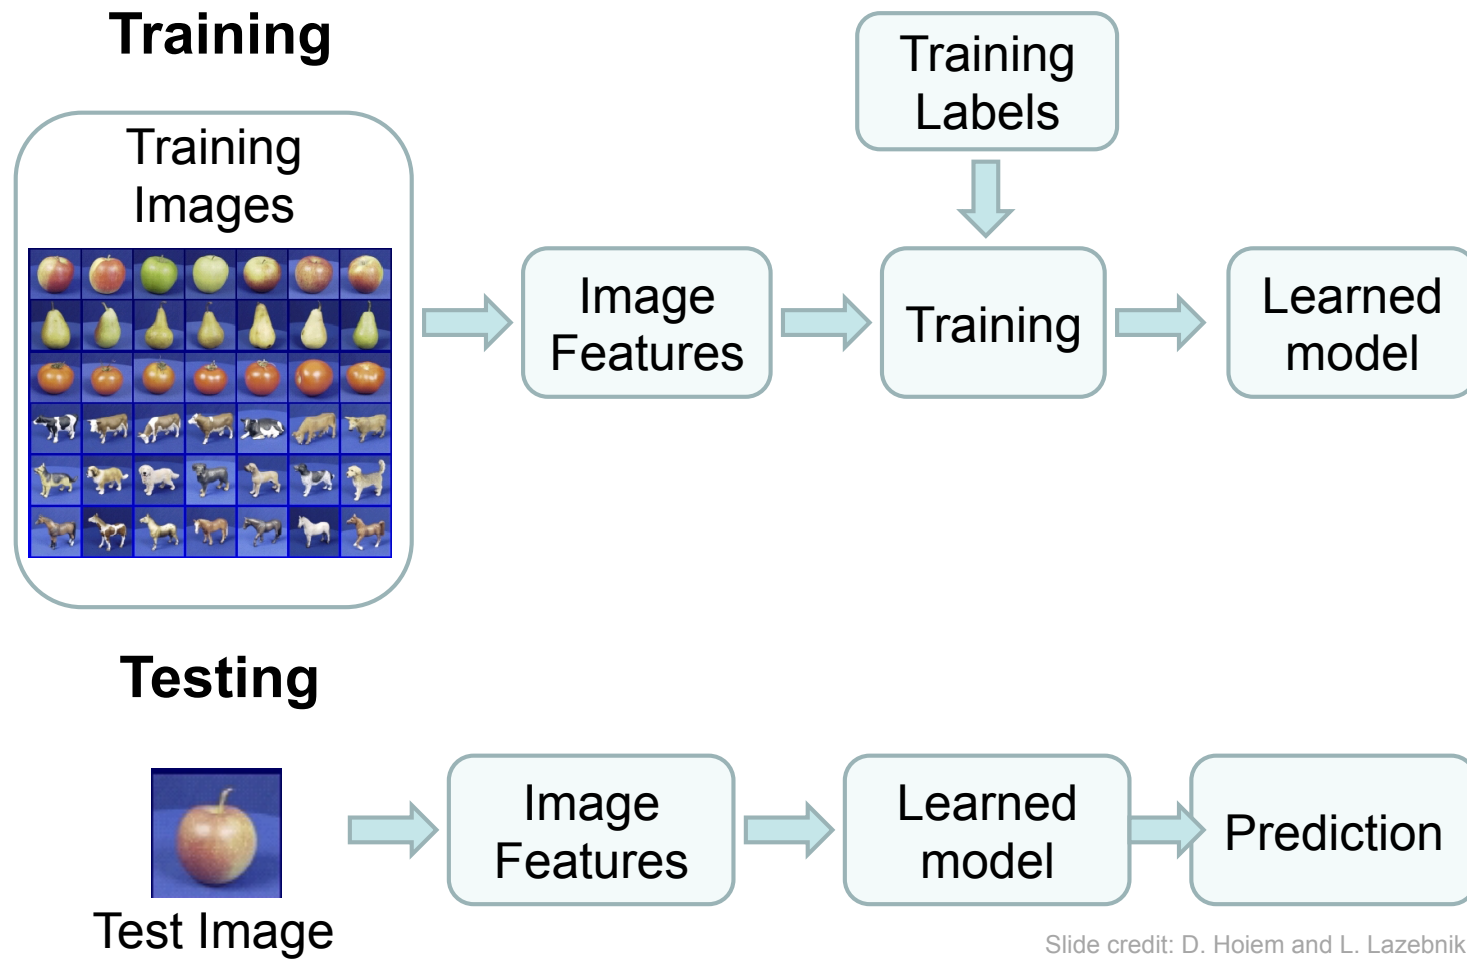 Training
Training
Labels
Training
Images
Image
Features
Training
Learned
model
Testing
Image
Features
Learned
model
Prediction
Test Image
Slide credit: D. Hoiem and L. Lazebnik